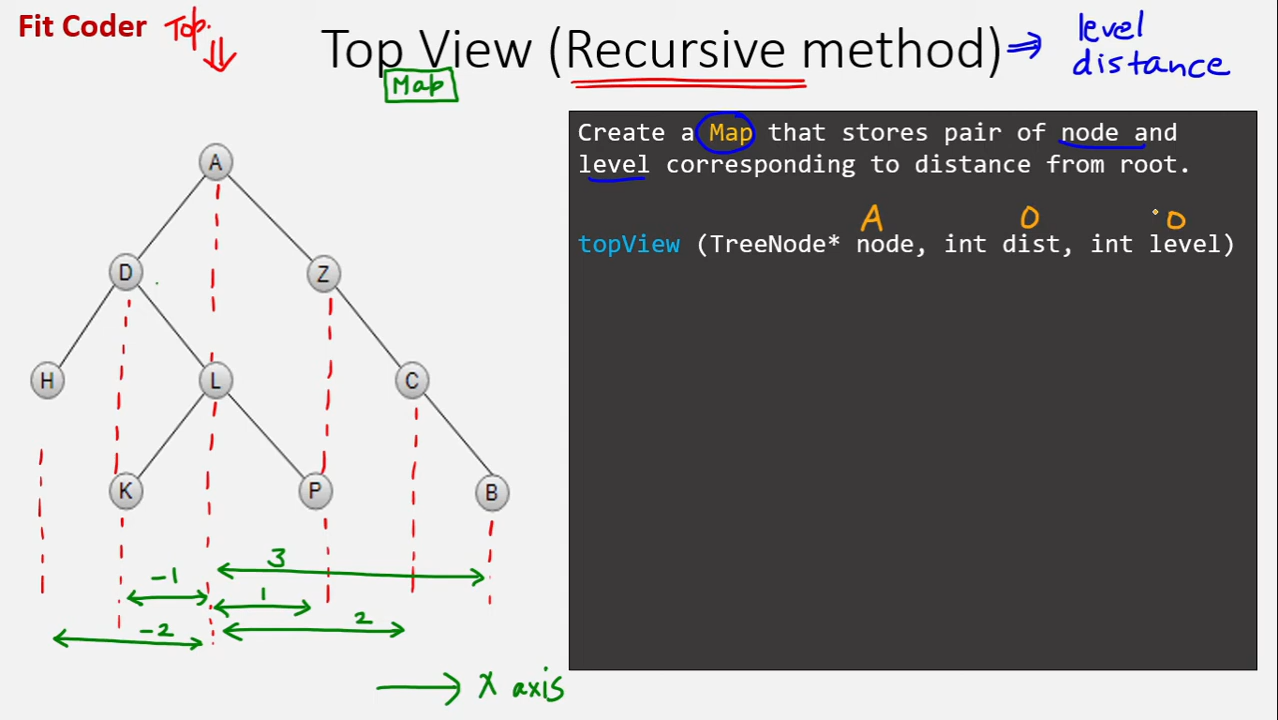 Fit Coder
Top.
Top View (Recursive method)
⇒ level
distance
Map
Create a Map that stores pair of node and
level corresponding to distance from root.
A 0 0
topView (TreeNode* node, int dist, int level)
A
D Z
H L C
K P B
3
-1 1
-2 2
X axis